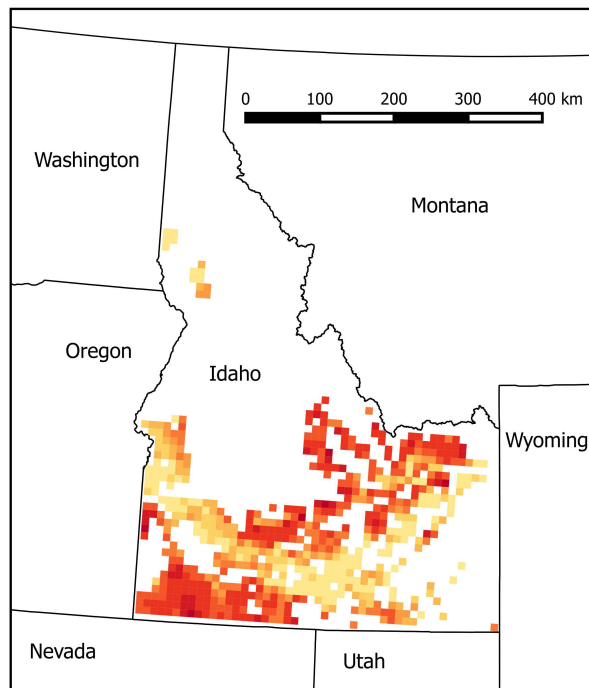 0 100 200 300 400 km
Washington
Montana
Oregon
Idaho
Wyoming
Nevada
Utah